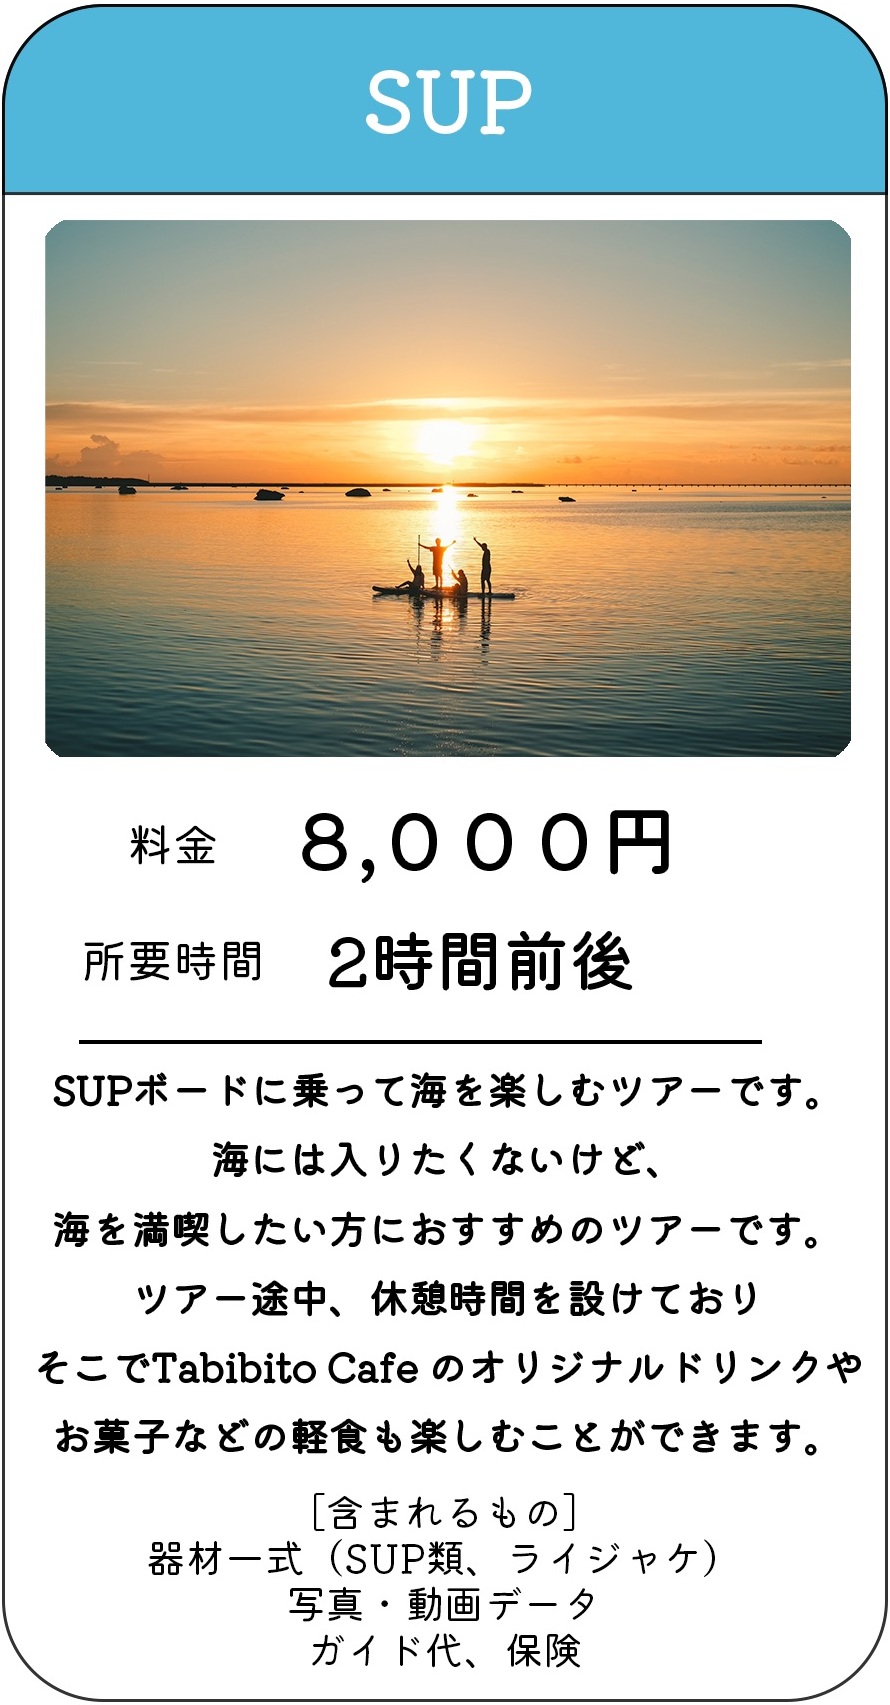 SUP
料金 8,000円
所要時間 2時間前後
SUPボードに乗って海を楽しむツアーです。
海には入りたくないけど、
海を満喫したい方におすすめのツアーです。
ツアー途中、休憩時間を設けており
そこでTabibito Cafe のオリジナルドリンクや
お菓子などの軽食も楽しむことができます。
[含まれるもの]
器材一式（SUP類、ライジャケ）
写真・動画データ
ガイド代、保険